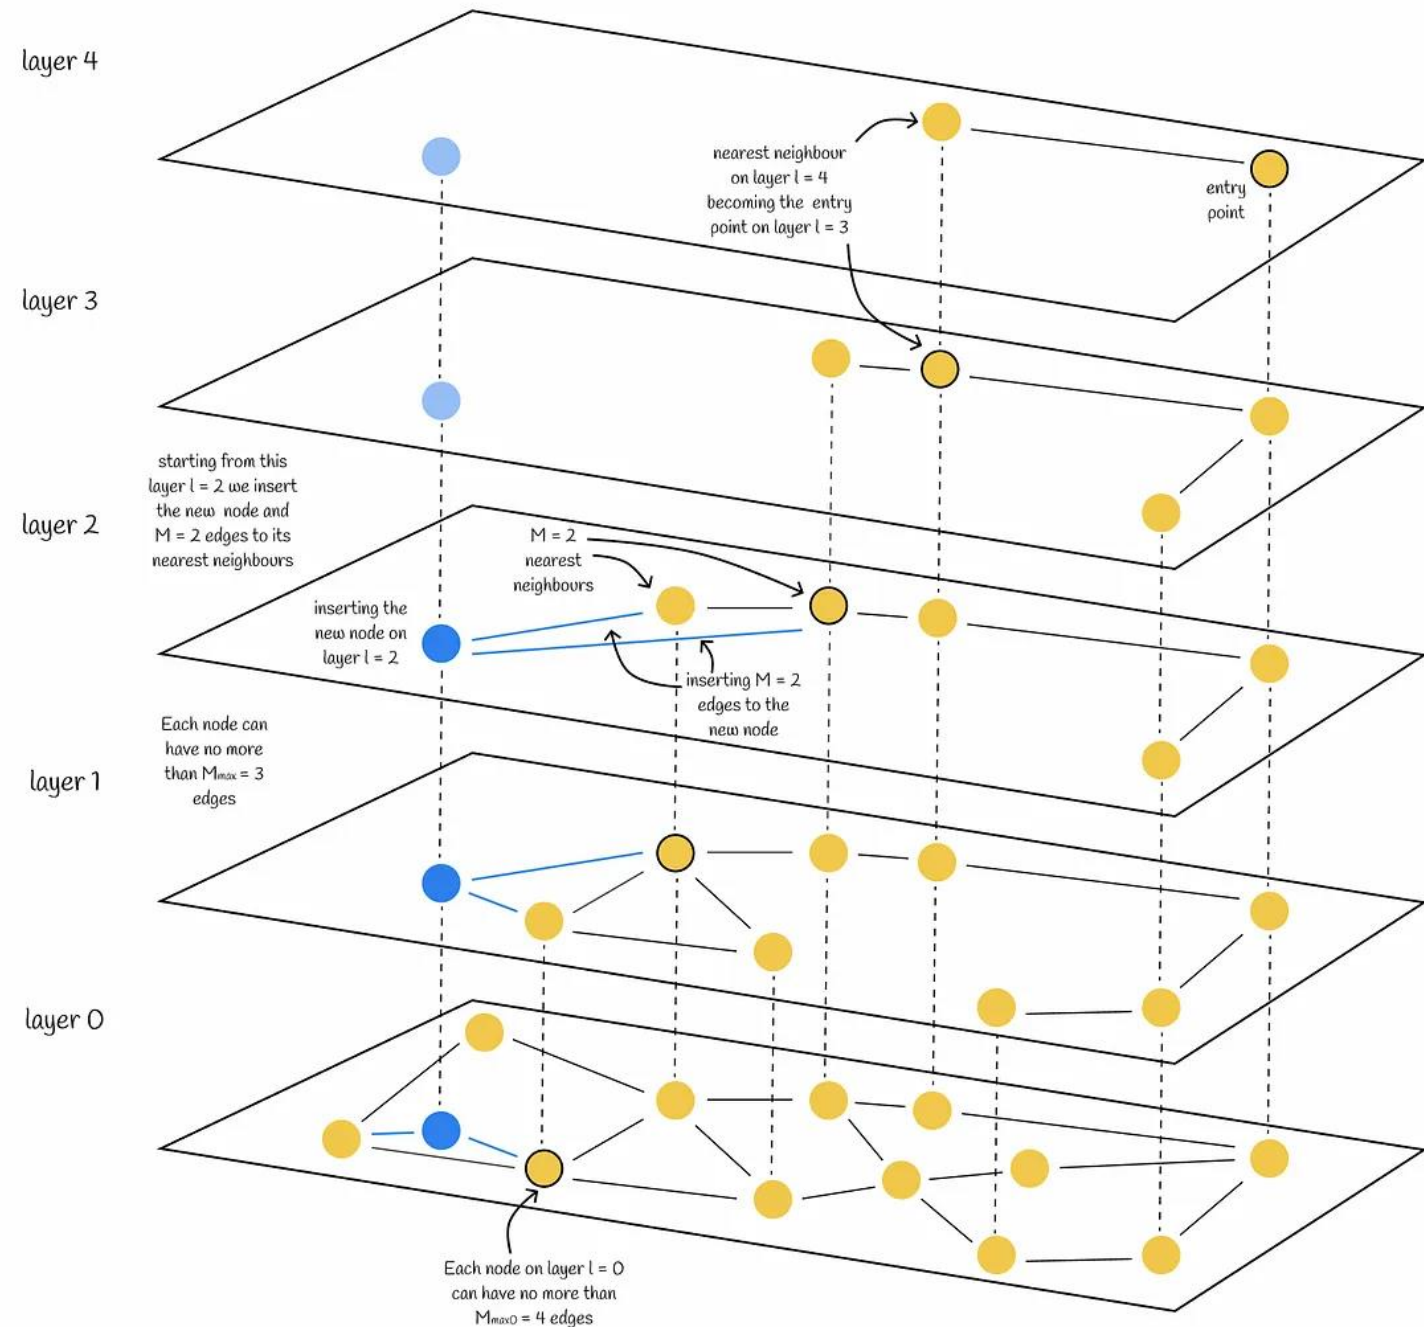 layer 4
nearest neighbour
on layer l = 4
becoming the entry
point on layer l = 3
entry
point
layer 3
starting from this
layer l = 2 we insert
the new node and
M = 2 edges to its
nearest neighbours
layer 2
M = 2
nearest
neighbours
inserting the
new node on
layer l = 2
inserting M = 2
edges to the
new node
Each node can
have no more
than Mmax = 3
edges
layer 1
layer 0
Each node on layer l = 0
can have no more than
Mmax0 = 4 edges